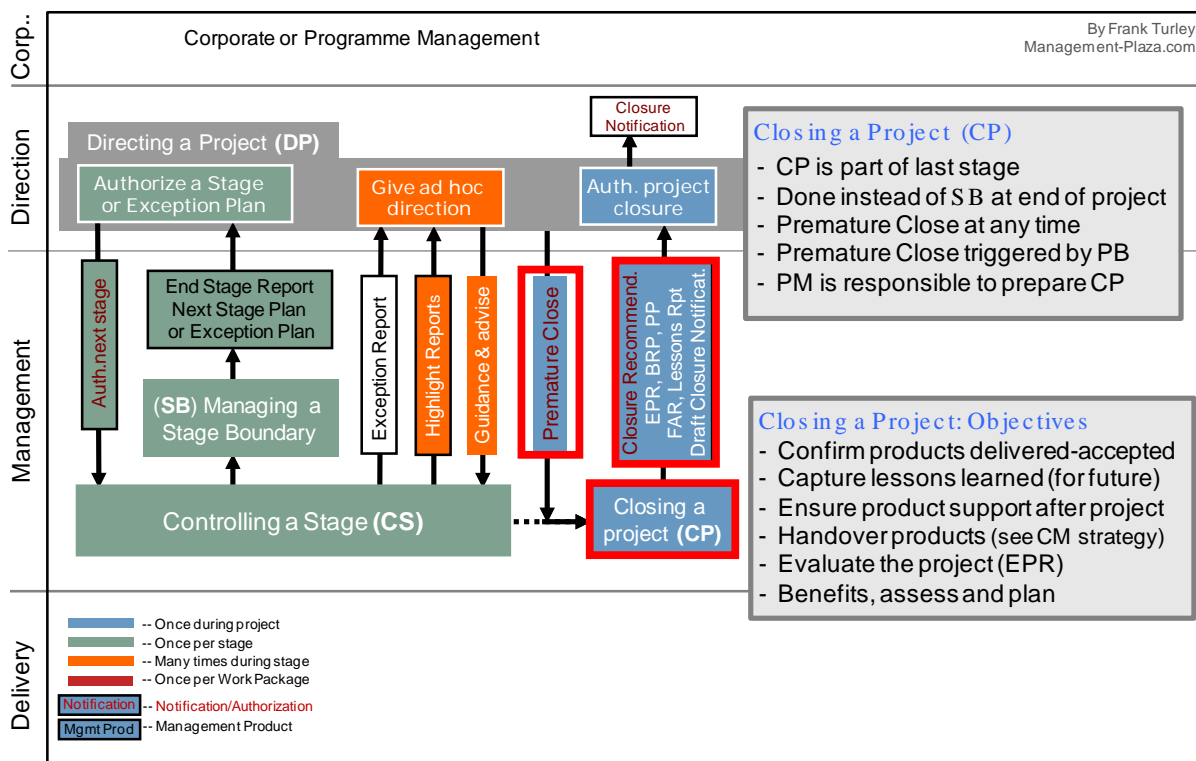 Corp..
Corporate or Programme Management
By Frank Turley
Management-Plaza.com
Direction
Directing a Project (DP)
Authorize a Stage
or Exception Plan
Give ad hoc
direction
Closure
Notification
Auth. project
closure
Closing a Project (CP)
- CP is part of last stage
- Done instead of SB at end of project
- Premature Close at any time
- Premature Close triggered by PB
- PM is responsible to prepare CP
Management
Auth.next stage
End Stage Report
Next Stage Plan
or Exception Plan
(SB) Managing a
Stage Boundary
Exception Report
Highlight Reports
Guidance & advise
Premature Close
Closure Recommend.
EPR, BRP, PP
FAR, Lessons Rpt
Draft Closure Notificat.
Controlling a Stage (CS)
Closing a
project (CP)
Closing a Project: Objectives
- Confirm products delivered-accepted
- Capture lessons learned (for future)
- Ensure product support after project
- Handover products (see CM strategy)
- Evaluate the project (EPR)
- Benefits, assess and plan
Delivery
-- Once during project
-- Once per stage
-- Many times during stage
-- Once per Work Package
Notification -- Notification/Authorization
Mgmt Prod -- Management Product